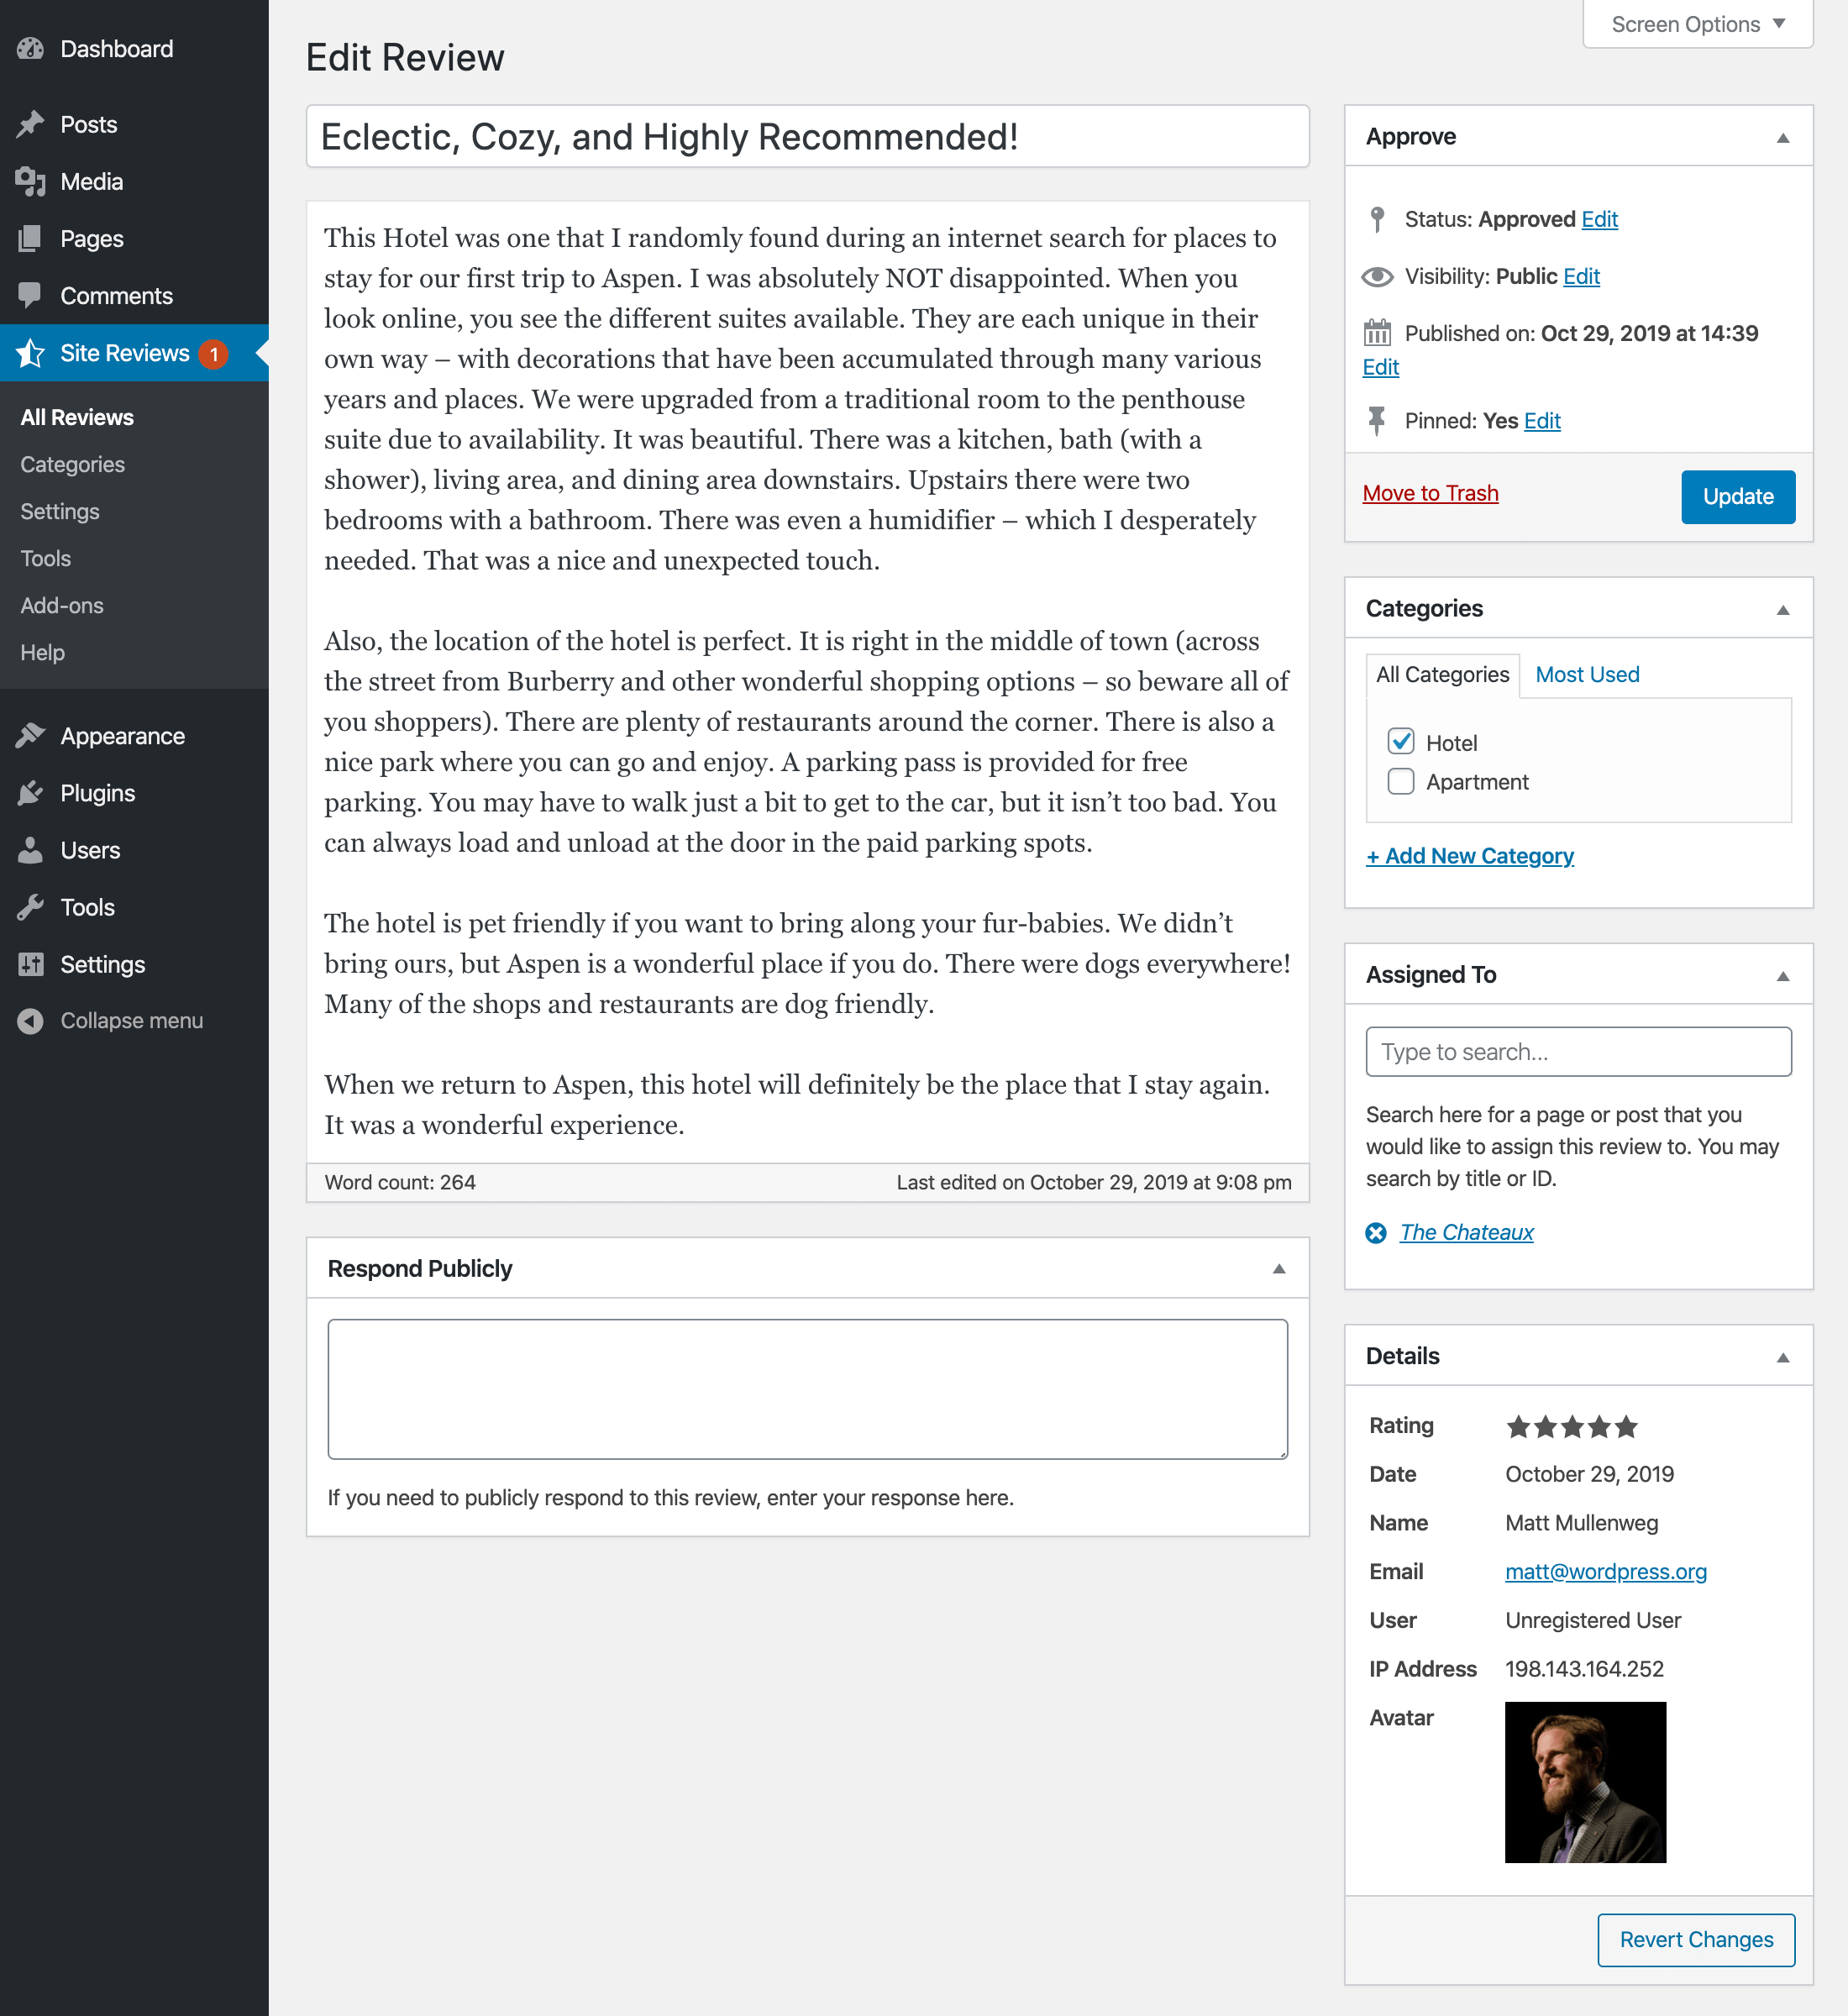 Dashboard
Posts
Media
Pages
Comments
Site Reviews 1
All Reviews
Categories
Settings
Tools
Add-ons
Help
Appearance
Plugins
Users
Tools
Settings
Collapse menu
Screen Options
Edit Review
Eclectic, Cozy, and Highly Recommended!
This Hotel was one that I randomly found during an internet search for places to
stay for our first trip to Aspen. I was absolutely NOT disappointed. When you
look online, you see the different suites available. They are each unique in their
own way – with decorations that have been accumulated through many various
years and places. We were upgraded from a traditional room to the penthouse
suite due to availability. It was beautiful. There was a kitchen, bath (with a
shower), living area, and dining area downstairs. Upstairs there were two
bedrooms with a bathroom. There was even a humidifier – which I desperately
needed. That was a nice and unexpected touch.
Also, the location of the hotel is perfect. It is right in the middle of town (across
the street from Burberry and other wonderful shopping options – so beware all of
you shoppers). There are plenty of restaurants around the corner. There is also a
nice park where you can go and enjoy. A parking pass is provided for free
parking. You may have to walk just a bit to get to the car, but it isn’t too bad. You
can always load and unload at the door in the paid parking spots.
The hotel is pet friendly if you want to bring along your fur-babies. We didn’t
bring ours, but Aspen is a wonderful place if you do. There were dogs everywhere!
Many of the shops and restaurants are dog friendly.
When we return to Aspen, this hotel will definitely be the place that I stay again.
It was a wonderful experience.
Word count: 264 Last edited on October 29, 2019 at 9:08 pm
Respond Publicly
If you need to publicly respond to this review, enter your response here.
Approve
Status: Approved Edit
Visibility: Public Edit
Published on: Oct 29, 2019 at 14:39
Edit
Pinned: Yes Edit
Move to Trash Update
Categories
All Categories Most Used
Hotel
Apartment
+ Add New Category
Assigned To
Type to search...
Search here for a page or post that you
would like to assign this review to. You may
search by title or ID.
The Chateaux
Details
Rating
Date October 29, 2019
Name Matt Mullenweg
Email matt@wordpress.org
User Unregistered User
IP Address 198.143.164.252
Avatar
Revert Changes